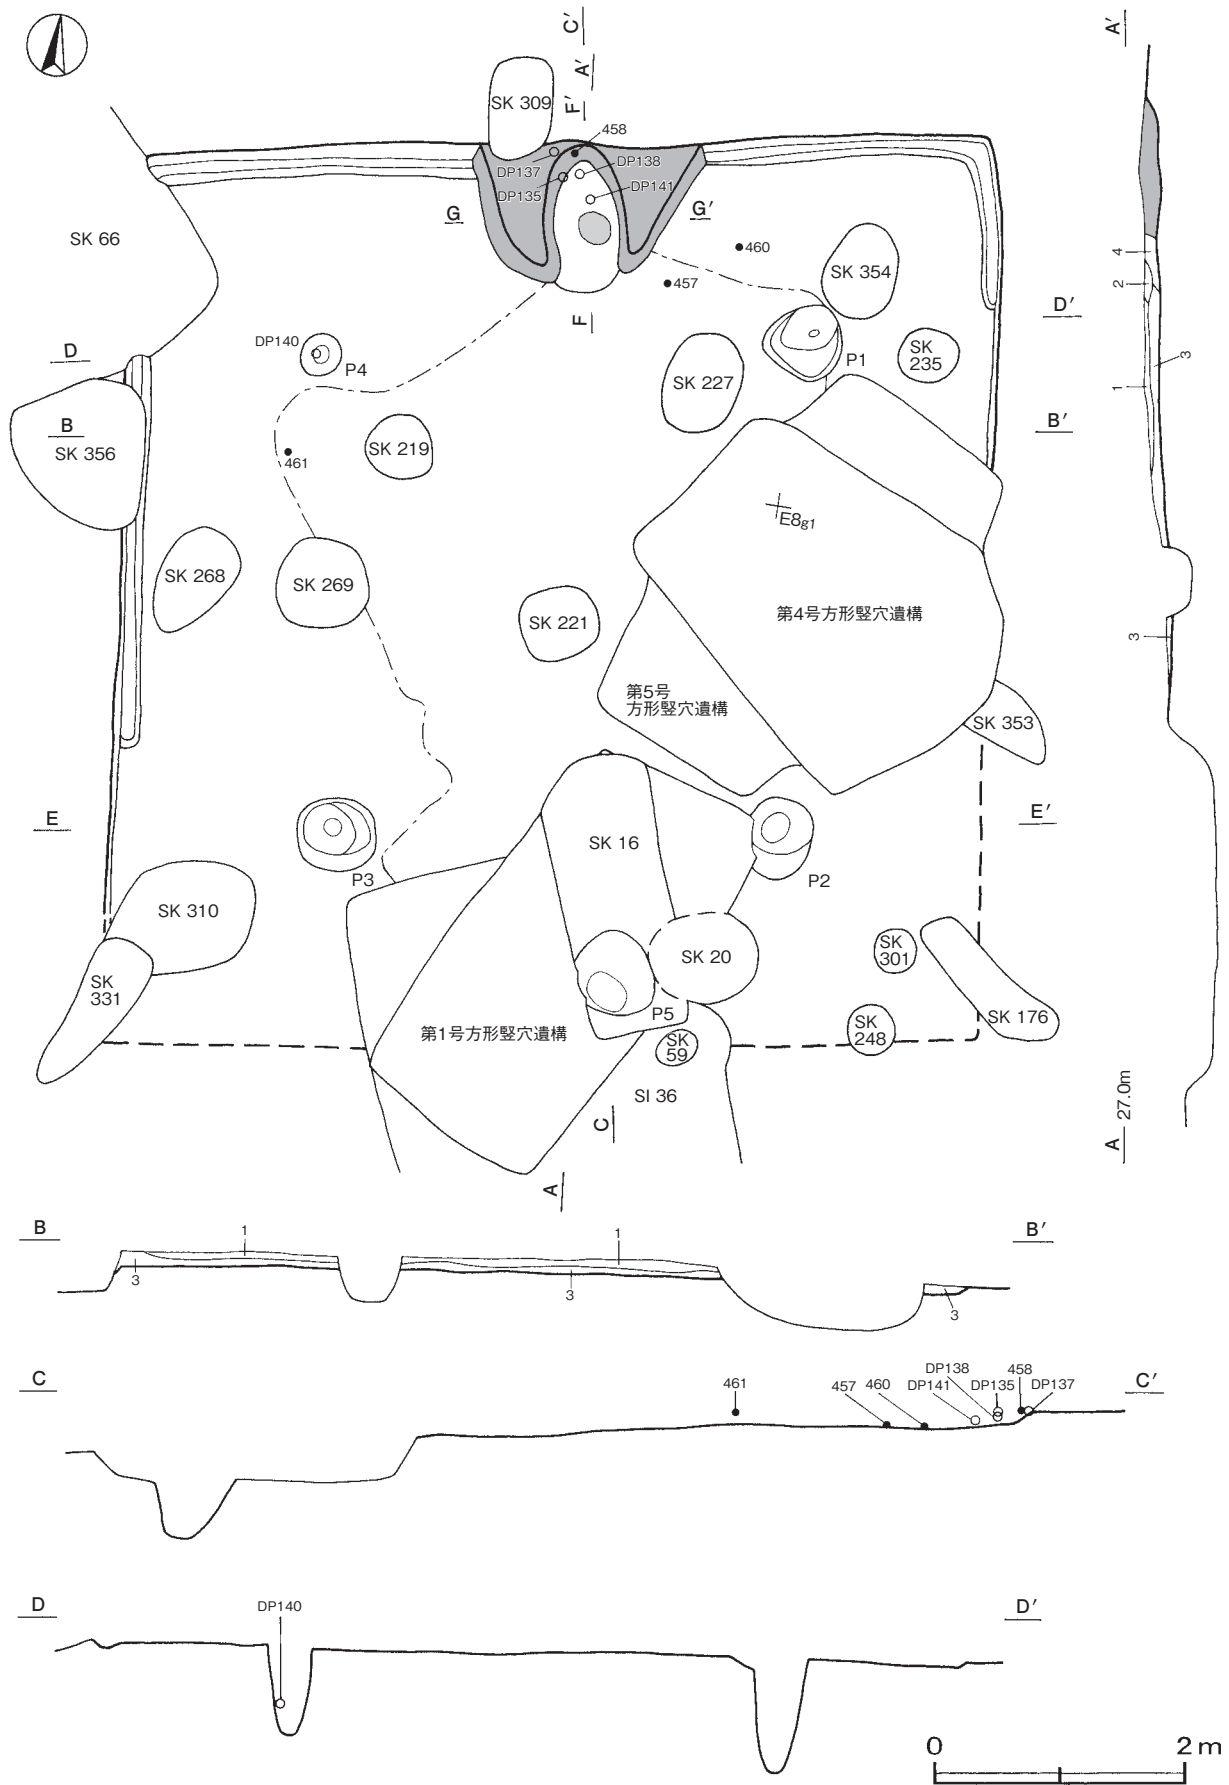 C'
A'
A'
F'
SK 309
458
DP137
DP138
DP135
DP141
G
G'
SK 66
460
457
SK 354
4
2
3
1
D
D'
F
DP140
P4
P1
SK
235
SK 227
B
B'
SK 356
461
SK 219
E8g1
SK 268
SK 269
SK 221
第4号方形竪穴遺構
3
第5号
方形竪穴遺構
SK 353
E
E'
SK 16
P3
P2
SK 310
SK 20
SK
301
SK
331
P5
SK 176
第1号方形竪穴遺構
SK
59
SK
248
SI 36
C
A
A 27.0m
B
B'
1
1
3
3
3
C
C'
461
457
460
DP141
DP138
DP135
458
DP137
D
D'
DP140
0
2 m